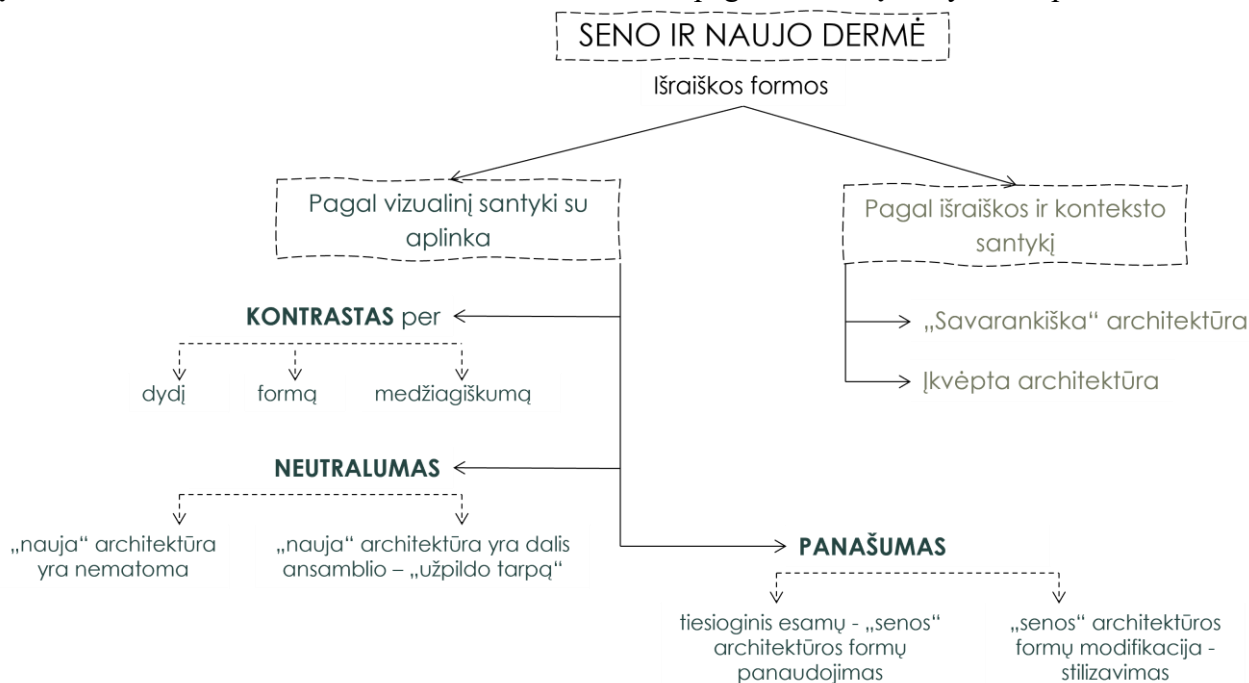 SENO IR NAUJO DERMĖ
Išraiškos formos
Pagal vizualinį santyki su
aplinka
Pagal išraiškos ir konteksto
santykį
KONTRASTAS per
dydį
formą
medžiagiškumą
„Savarankiška“ architektūra
Įkvėpta architektūra
NEUTRALUMAS
„nauja“ architektūra
yra nematoma
„nauja“ architektūra yra dalis
ansamblio – „užpildo tarpą“
PANAŠUMAS
tiesioginis esamų - „senos“
architektūros formų
panaudojimas
„senos“ architektūros
formų modifikacija -
stilizavimas